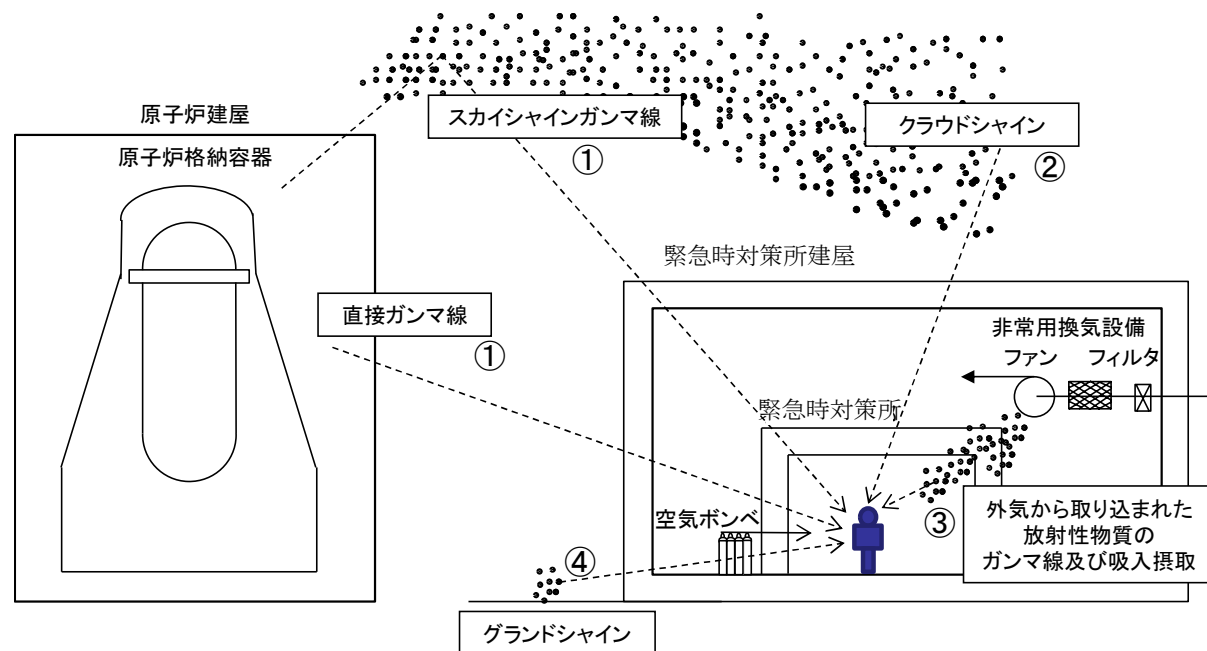 原子炉建屋
原子炉格納容器
スカイシャインガンマ線
①
クラウドシャイン
②
直接ガンマ線
①
緊急時対策所建屋
非常用換気設備
ファン フィルタ
緊急時対策所
空気ボンベ
③
外気から取り込まれた
放射性物質の
ガンマ線及び吸入摂取
④
グランドシャイン